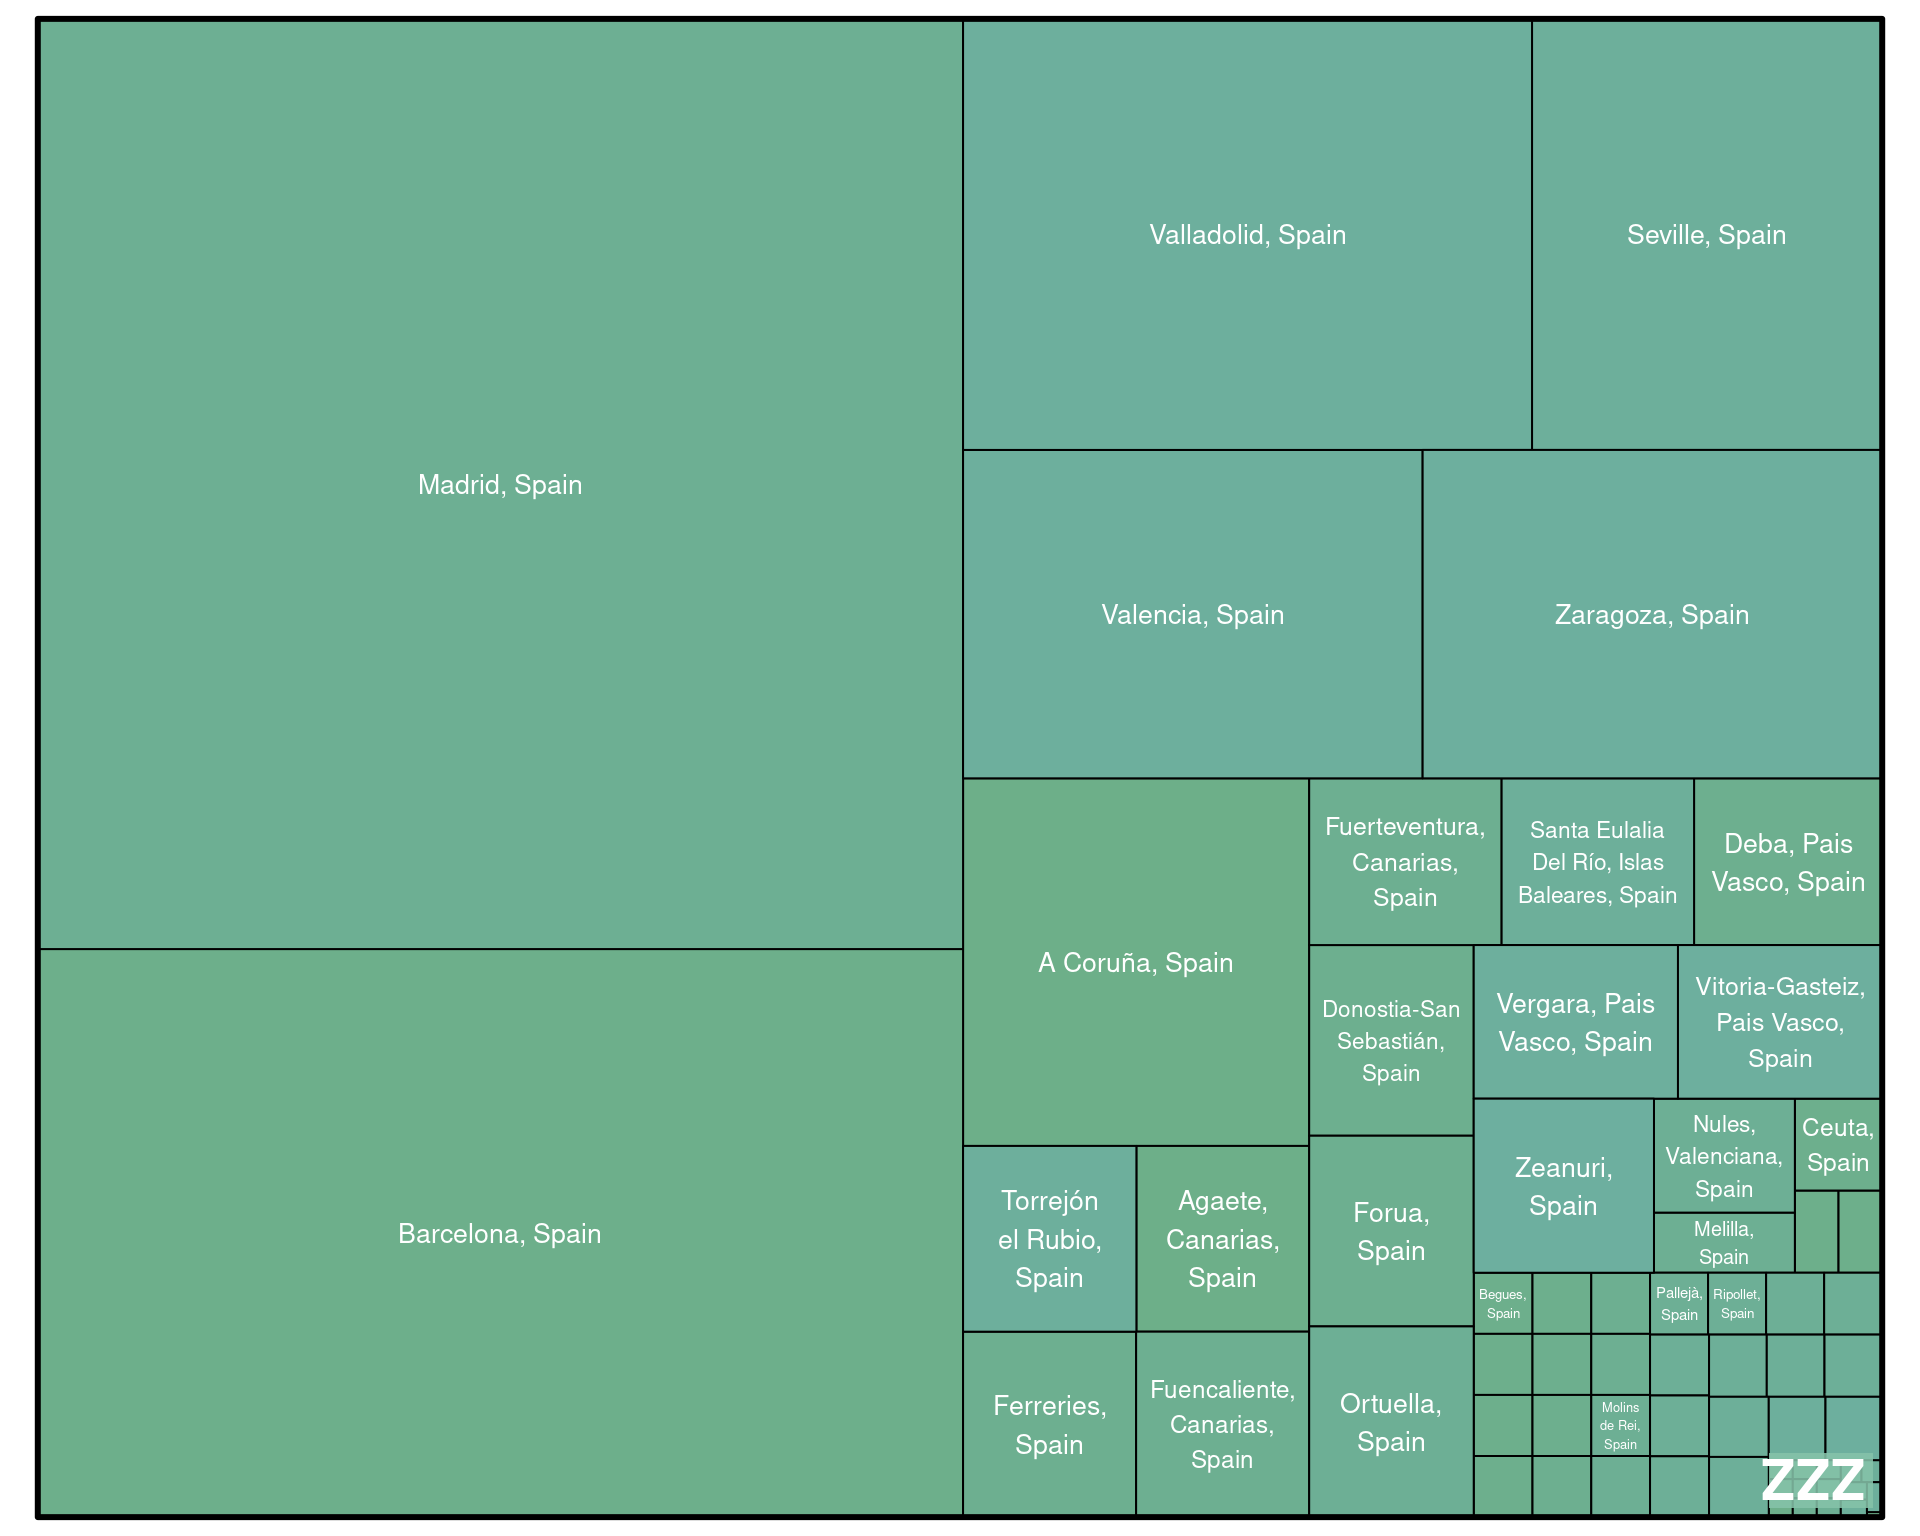 Madrid, Spain
Barcelona, Spain
Valladolid, Spain
Seville, Spain
Valencia, Spain
Zaragoza, Spain
A Coruña, Spain
Fuerteventura,
Canarias,
Spain
Santa Eulalia
Del Río, Islas
Baleares, Spain
Deba, Pais
Vasco, Spain
Donostia-San
Sebastián,
Spain
Vergara, Pais
Vasco, Spain
Vitoria-Gasteiz,
Pais Vasco,
Spain
Zeanuri,
Spain
Nules,
Valenciana,
Spain
Ceuta,
Spain
Melilla,
Spain
Torrejón
el Rubio,
Spain
Agaete,
Canarias,
Spain
Forua,
Spain
Ferreries,
Spain
Fuencaliente,
Canarias,
Spain
Ortuella,
Spain
Begues,
Spain
Pallejà,
Spain
Ripollet,
Spain
Molins
de Rei,
Spain
ZZZ